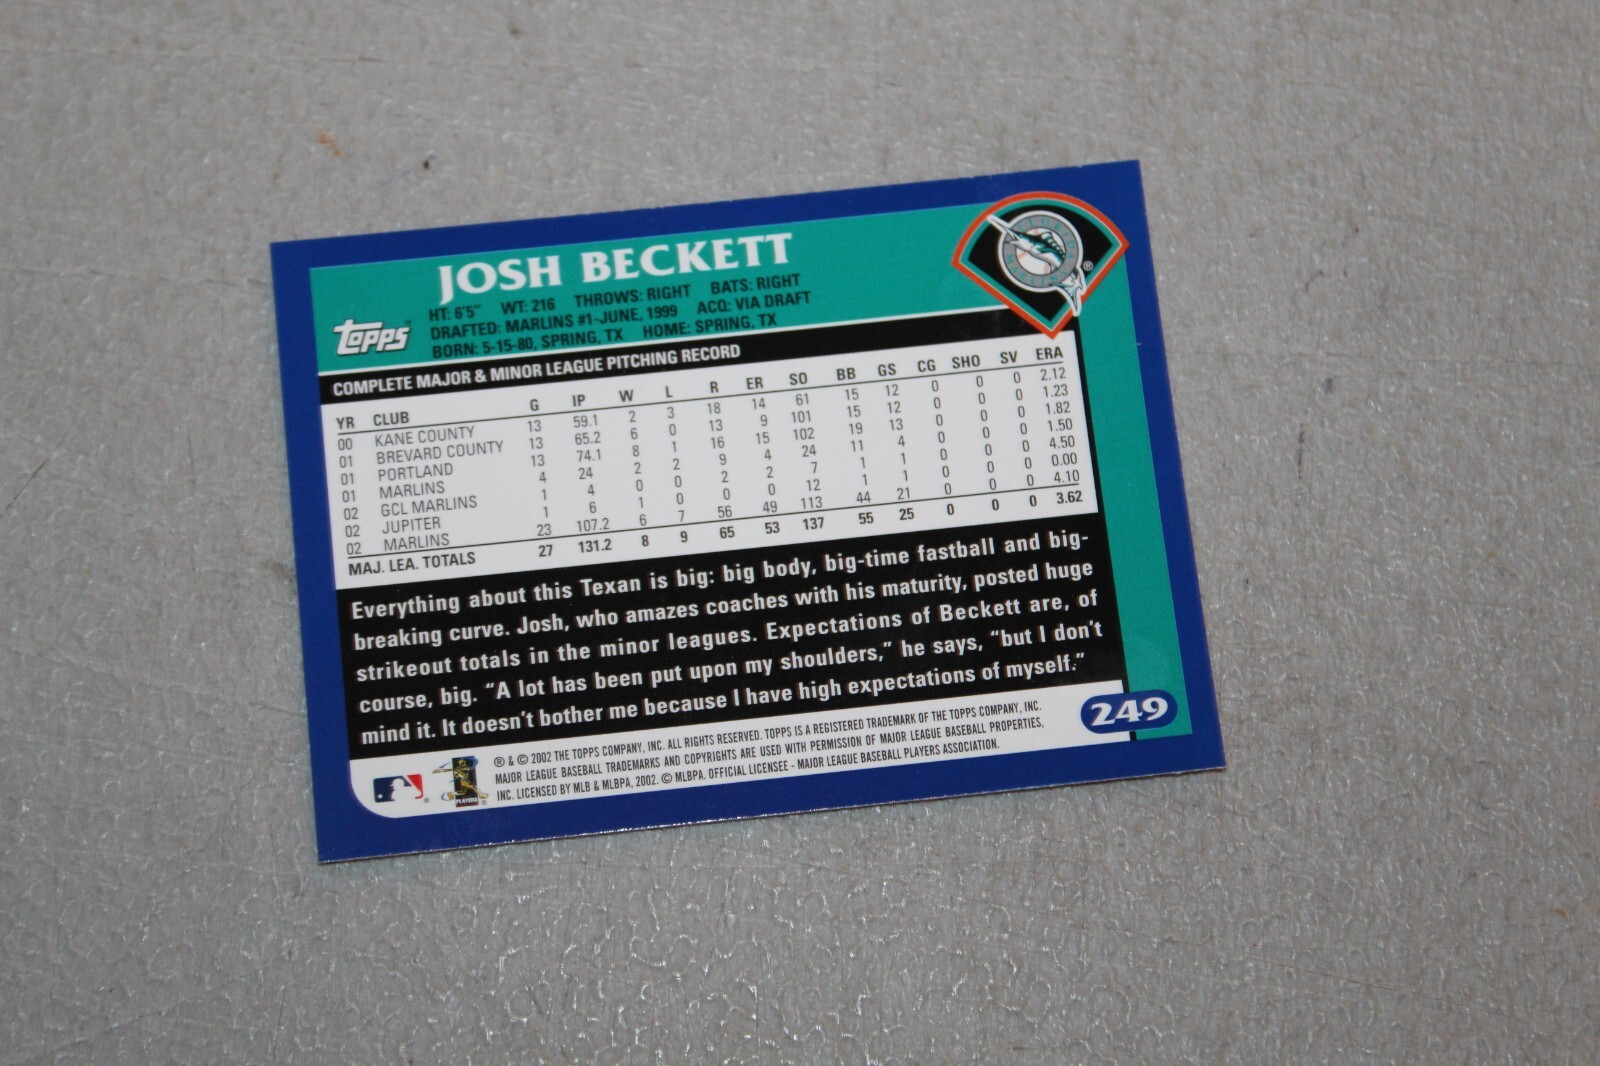 JOSH BECKETT
topps
HT: 6'5" WT: 216 THROWS: RIGHT BATS: RIGHT
DRAFTED: MARLINS #1-JUNE, 1999 ACQ: VIA DRAFT
BORN: 5-15-80, SPRING, TX HOME: SPRING, TX
COMPLETE MAJOR & MINOR LEAGUE PITCHING RECORD
YR CLUB G IP W L R ER SO BB GS CG SHO SV ERA
00 KANE COUNTY 13 59.1 2 3 18 14 61 15 12 0 0 0 2.12
01 BREVARD COUNTY 13 65.2 6 0 13 9 101 15 12 0 0 0 1.23
01 PORTLAND 13 74.1 8 1 16 15 102 19 13 0 0 0 1.82
01 MARLINS 4 24 2 2 9 4 24 11 4 0 0 0 1.50
02 GCL MARLINS 1 4 0 0 2 2 7 1 1 0 0 0 4.50
02 JUPITER 1 6 1 0 0 0 12 1 1 0 0 0 0.00
02 MARLINS 23 107.2 6 7 56 49 113 44 21 0 0 0 4.10
MAJ. LEA. TOTALS 27 131.2 8 9 65 53 137 55 25 0 0 0 3.62
Everything about this Texan is big: big body, big-time fastball and big-
breaking curve. Josh, who amazes coaches with his maturity, posted huge
strikeout totals in the minor leagues. Expectations of Beckett are, of
course, big. "A lot has been put upon my shoulders," he says, "but I don't
mind it. It doesn't bother me because I have high expectations of myself."
249
® & © 2002 THE TOPPS COMPANY, INC. ALL RIGHTS RESERVED. TOPPS IS A REGISTERED TRADEMARK OF THE TOPPS COMPANY, INC.
MAJOR LEAGUE BASEBALL TRADEMARKS AND COPYRIGHTS ARE USED WITH PERMISSION OF MAJOR LEAGUE BASEBALL PROPERTIES,
INC. LICENSED BY MLB & MLBPA, 2002. © MLBPA. OFFICIAL LICENSEE - MAJOR LEAGUE BASEBALL PLAYERS ASSOCIATION.
PLAYERS